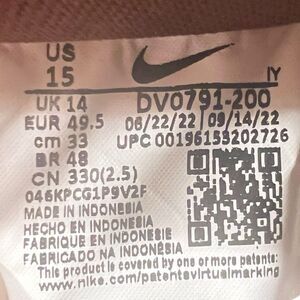 US
15
IY
UK 14 DV0791-200
EUR 49,5 06/22/22 09/14/22
cm 33 UPC 00196153202726
BR 48
CN 330(2.5)
046KPCG1P9V2F
MADE IN INDONESIA
HECHO EN INDONESIA
FABRIQUE EN INDONESIE
FABRICADO NA INDONESIA
This product is covered by one or more patents
www.nike.com/patentsvirtualmarking